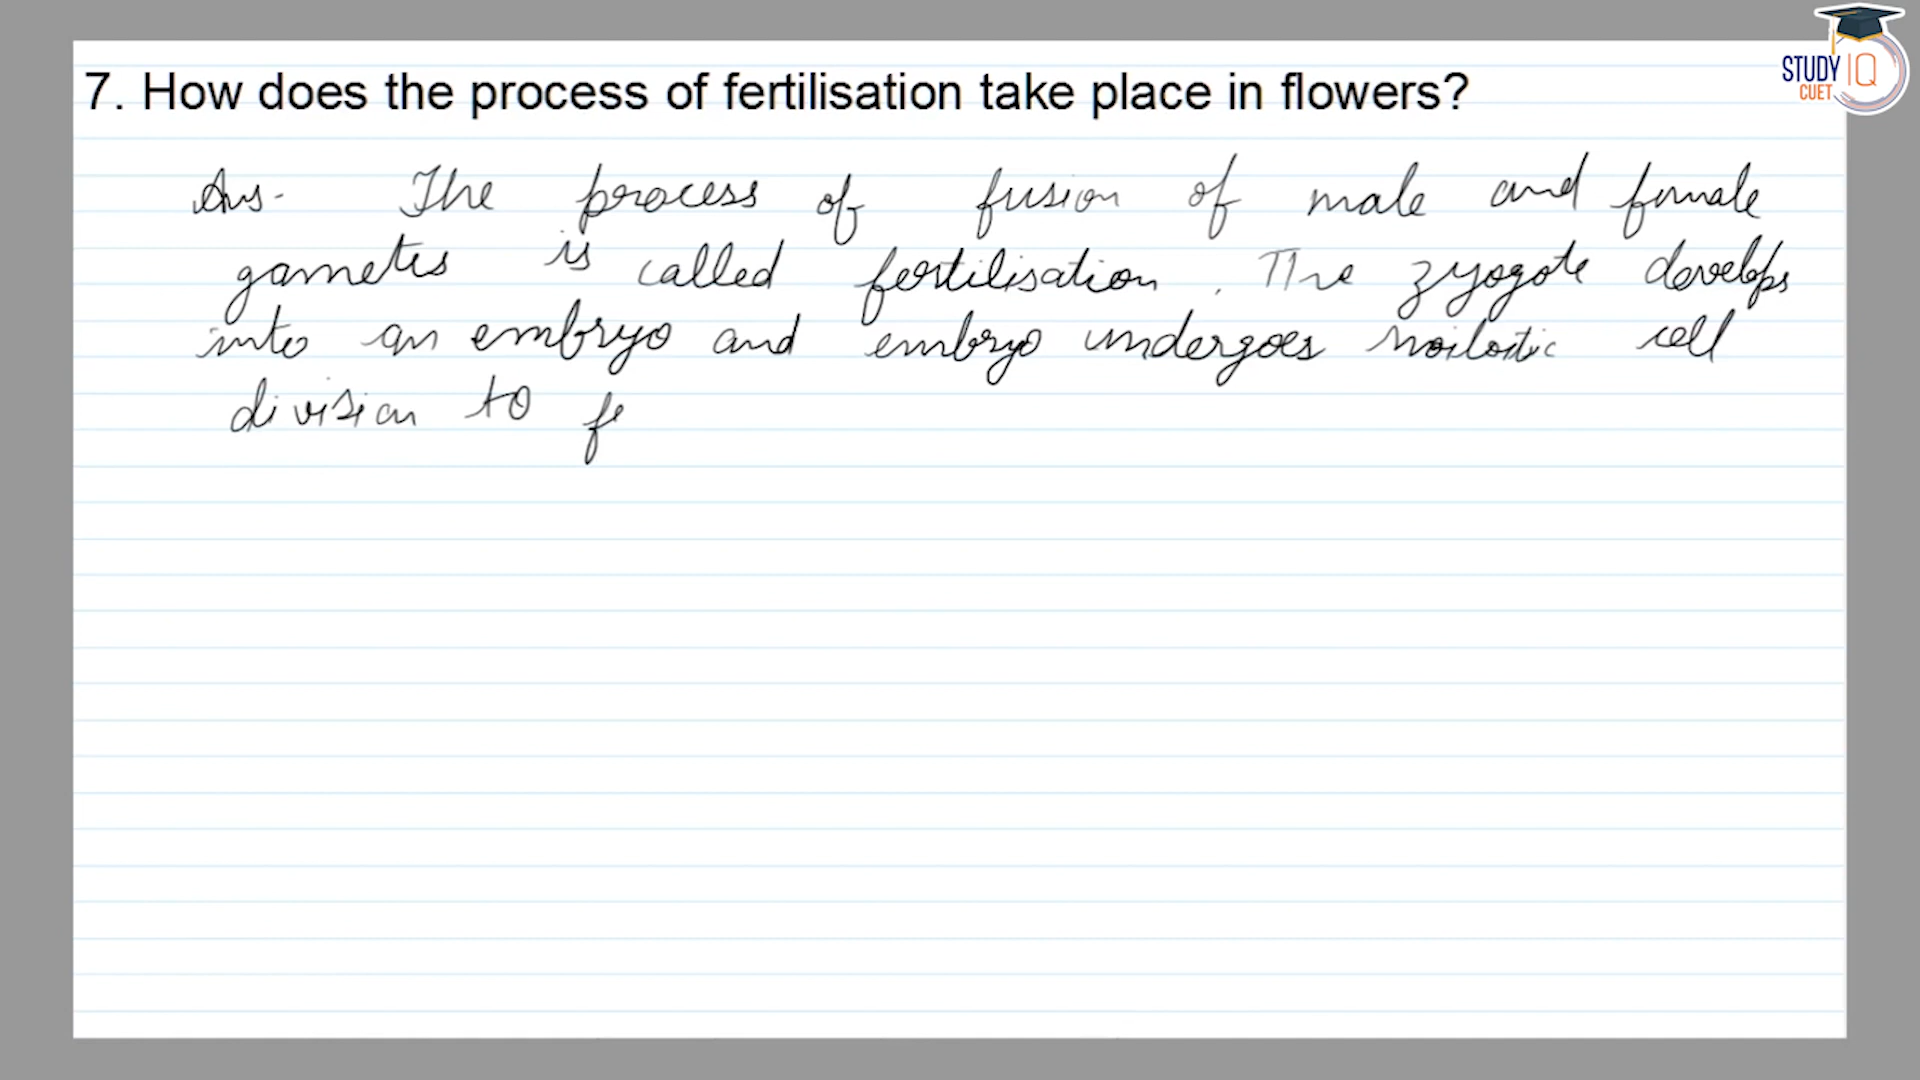 STUDY IQ
CUET
7. How does the process of fertilisation take place in flowers?
Ans- The process of fusion of male and female
gametes is called fertilisation. The zyogote develops
into an embryo and embryo undergoes cell
division to fe